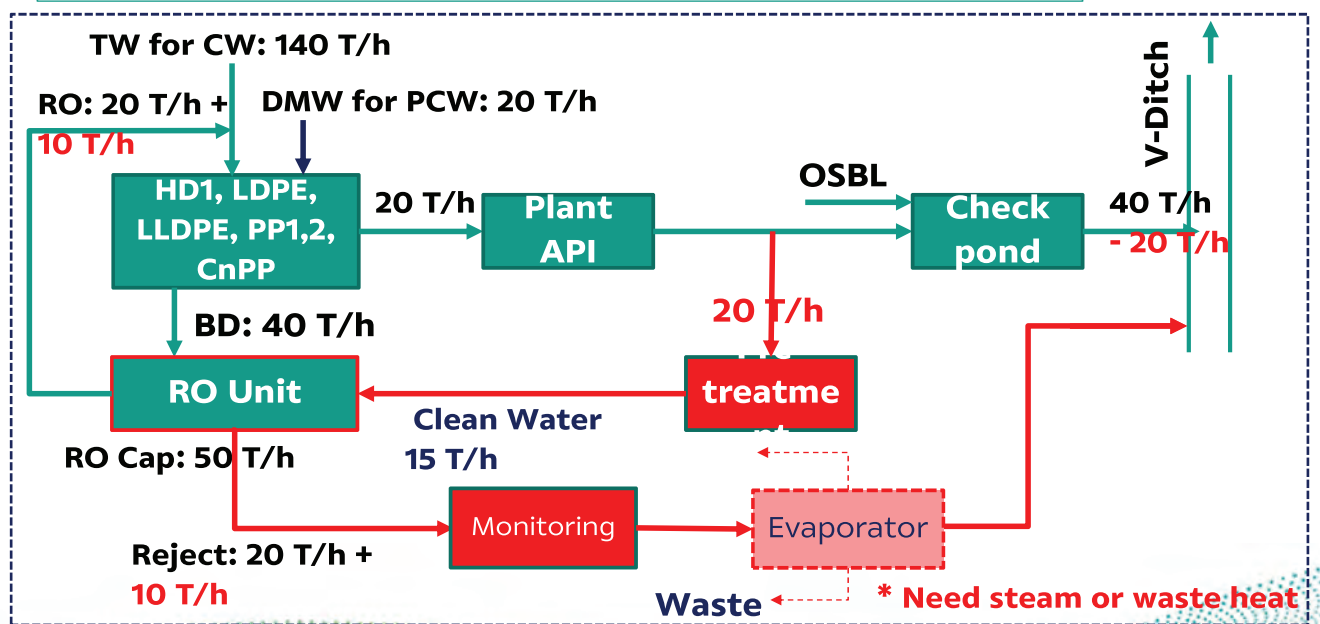 TW for CW: 140 T/h
RO: 20 T/h +
10 T/h
DMW for PCW: 20 T/h
V-Ditch
HD1, LDPE,
LLDPE, PP1,2,
CnPP
20 T/h
Plant
API
OSBL
Check
pond
40 T/h
- 20 T/h
BD: 40 T/h
20 T/h
RO Unit
treatme
Clean Water
15 T/h
RO Cap: 50 T/h
Monitoring
Evaporator
Reject: 20 T/h +
10 T/h
Waste
* Need steam or waste heat